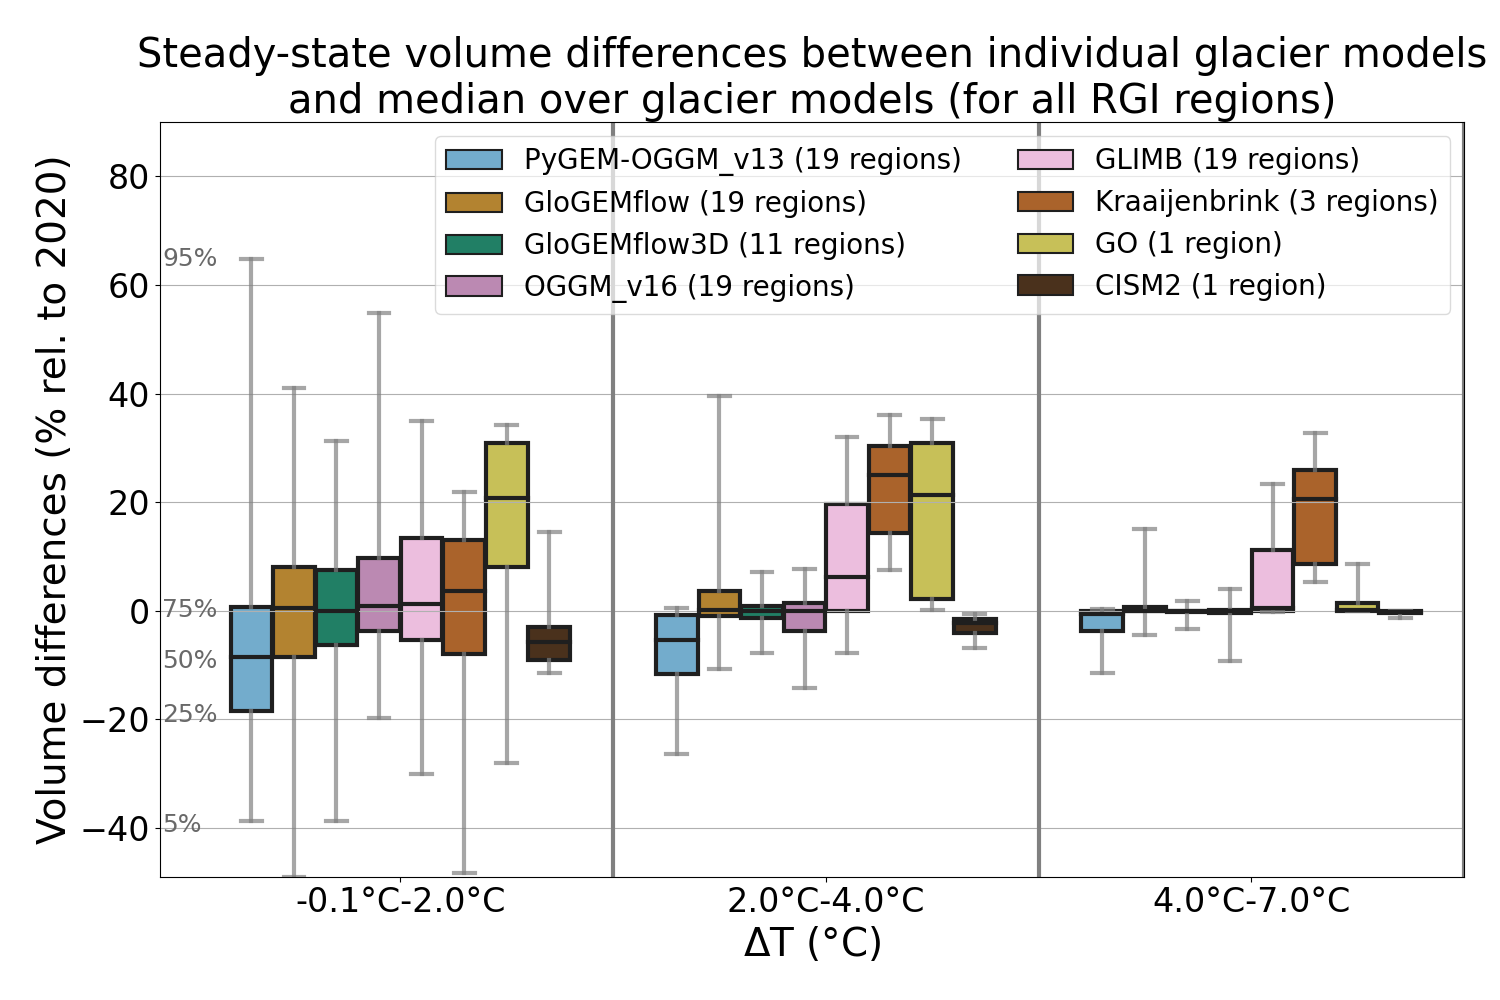 Steady-state volume differences between individual glacier models
and median over glacier models (for all RGI regions)
Volume differences (% rel. to 2020)
80
60
40
20
0
−20
−40
95%
75%
50%
25%
5%
PyGEM-OGGM_v13 (19 regions)
GloGEMflow (19 regions)
GloGEMflow3D (11 regions)
OGGM_v16 (19 regions)
GLIMB (19 regions)
Kraaijenbrink (3 regions)
GO (1 region)
CISM2 (1 region)
-0.1°C-2.0°C
2.0°C-4.0°C
4.0°C-7.0°C
ΔT (°C)